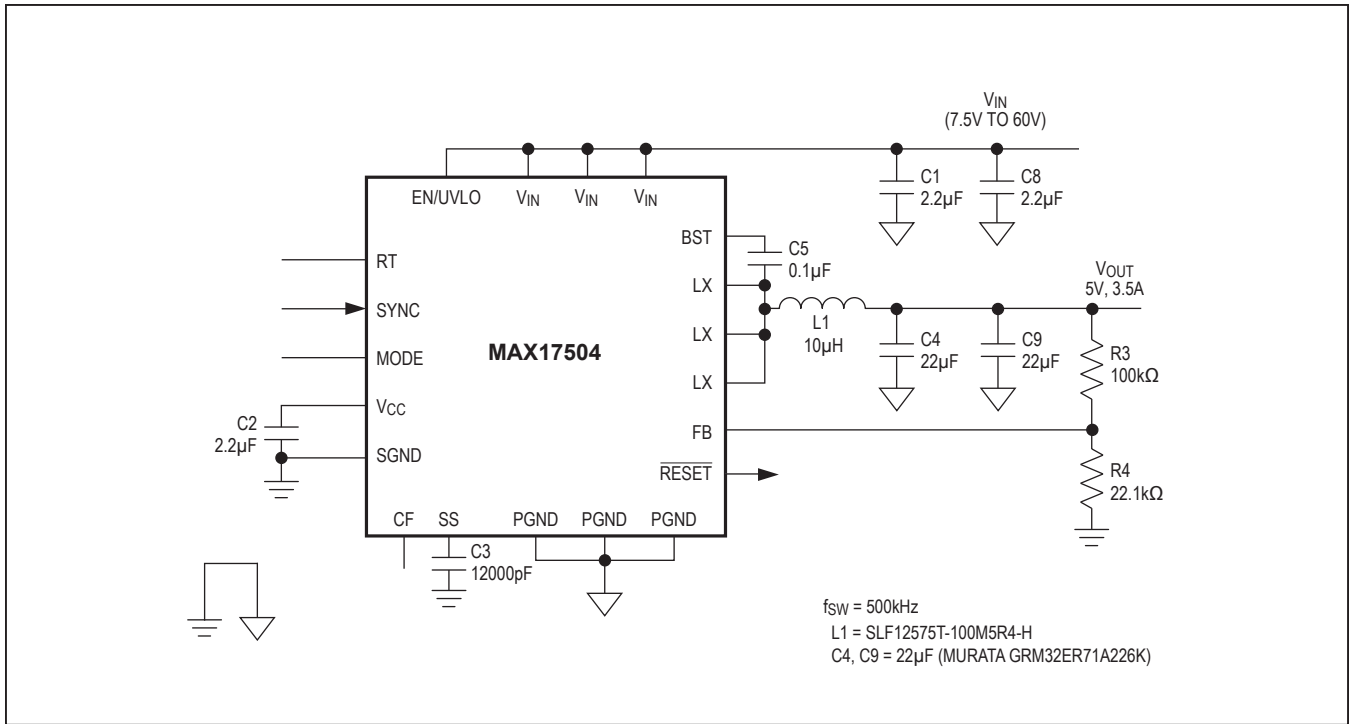 VIN
(7.5V TO 60V)
C1
2.2µF
C8
2.2µF
EN/UVLO
VIN
VIN
VIN
BST
C5
0.1µF
RT
LX
VOUT
5V, 3.5A
SYNC
L1
10µH
MAX17504
LX
C4
22µF
C9
22µF
R3
100kΩ
MODE
LX
VCC
C2
2.2µF
FB
SGND
RESET
R4
22.1kΩ
CF
SS
PGND
PGND
PGND
C3
12000pF
fSW = 500kHz
L1 = SLF12575T-100M5R4-H
C4, C9 = 22µF (MURATA GRM32ER71A226K)